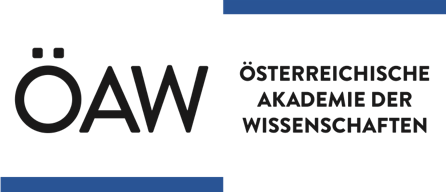 ÖAW
ÖSTERREICHISCHE
AKADEMIE DER
WISSENSCHAFTEN